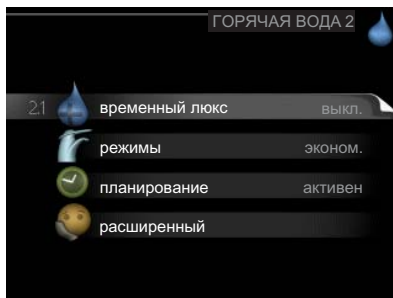 ГОРЯЧАЯ ВОДА 2
2.1 временный люкс выкл.
режимы эконом.
планирование активен
расширенный